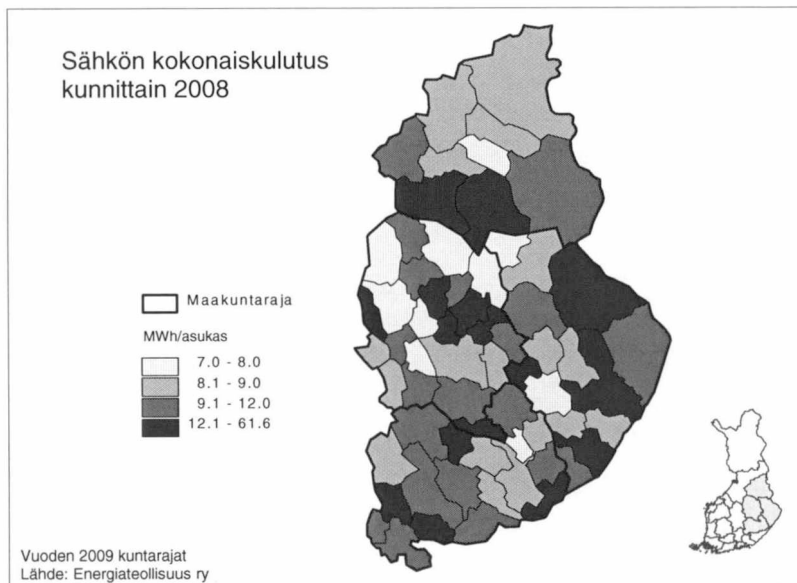 Sähkön kokonaiskulutus
kunnittain 2008
Maakuntaraja
MWh/asukas
7.0 - 8.0
8.1 - 9.0
9.1 - 12.0
12.1 - 61.6
Vuoden 2009 kuntarajat
Lähde: Energiateollisuus ry